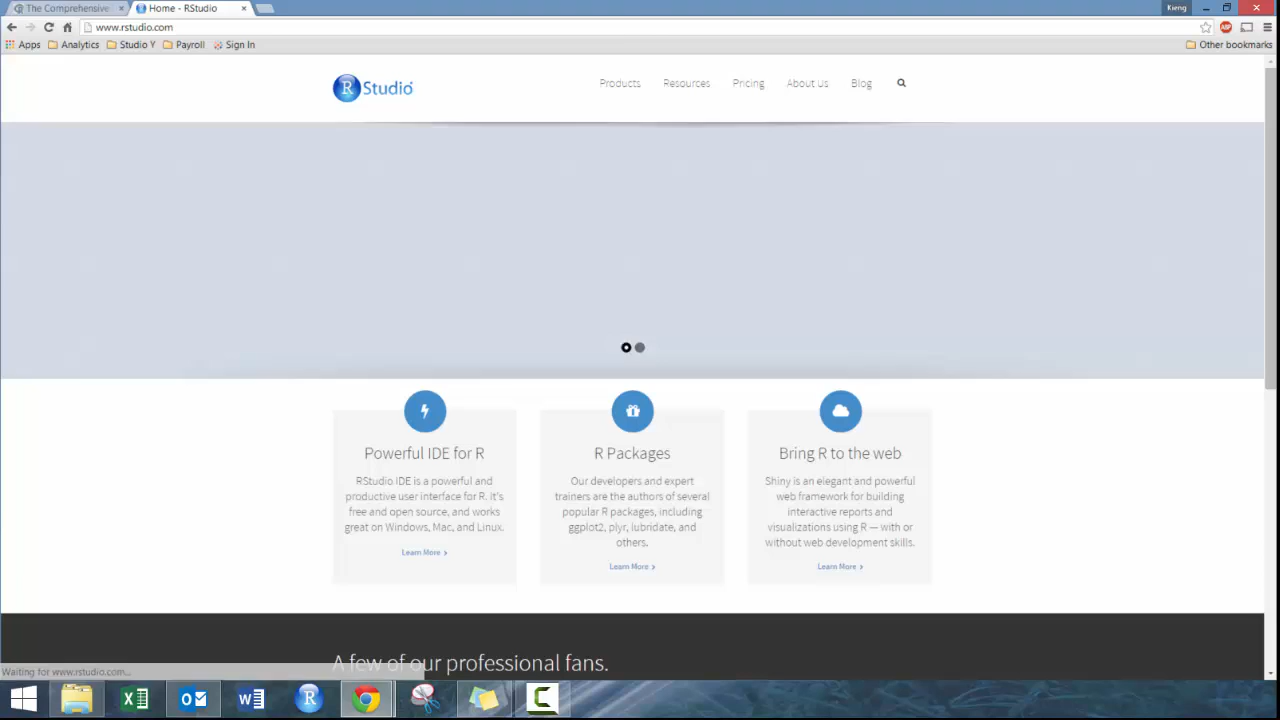 The Comprehensive
Home - RStudio
Kieng
www.rstudio.com
ABP
Apps
Analytics
Studio Y
Payroll
Sign In
Other bookmarks
R Studio
Products
Resources
Pricing
About Us
Blog
Powerful IDE for R
RStudio IDE is a powerful and
productive user interface for R. It's
free and open source, and works
great on Windows, Mac, and Linux.
Learn More >
R Packages
Our developers and expert
trainers are the authors of several
popular R packages, including
ggplot2, plyr, lubridate, and
others.
Learn More >
Bring R to the web
Shiny is an elegant and powerful
web framework for building
interactive reports and
visualizations using R — with or
without web development skills.
Learn More >
A few of our professional fans.
Waiting for www.rstudio.com...